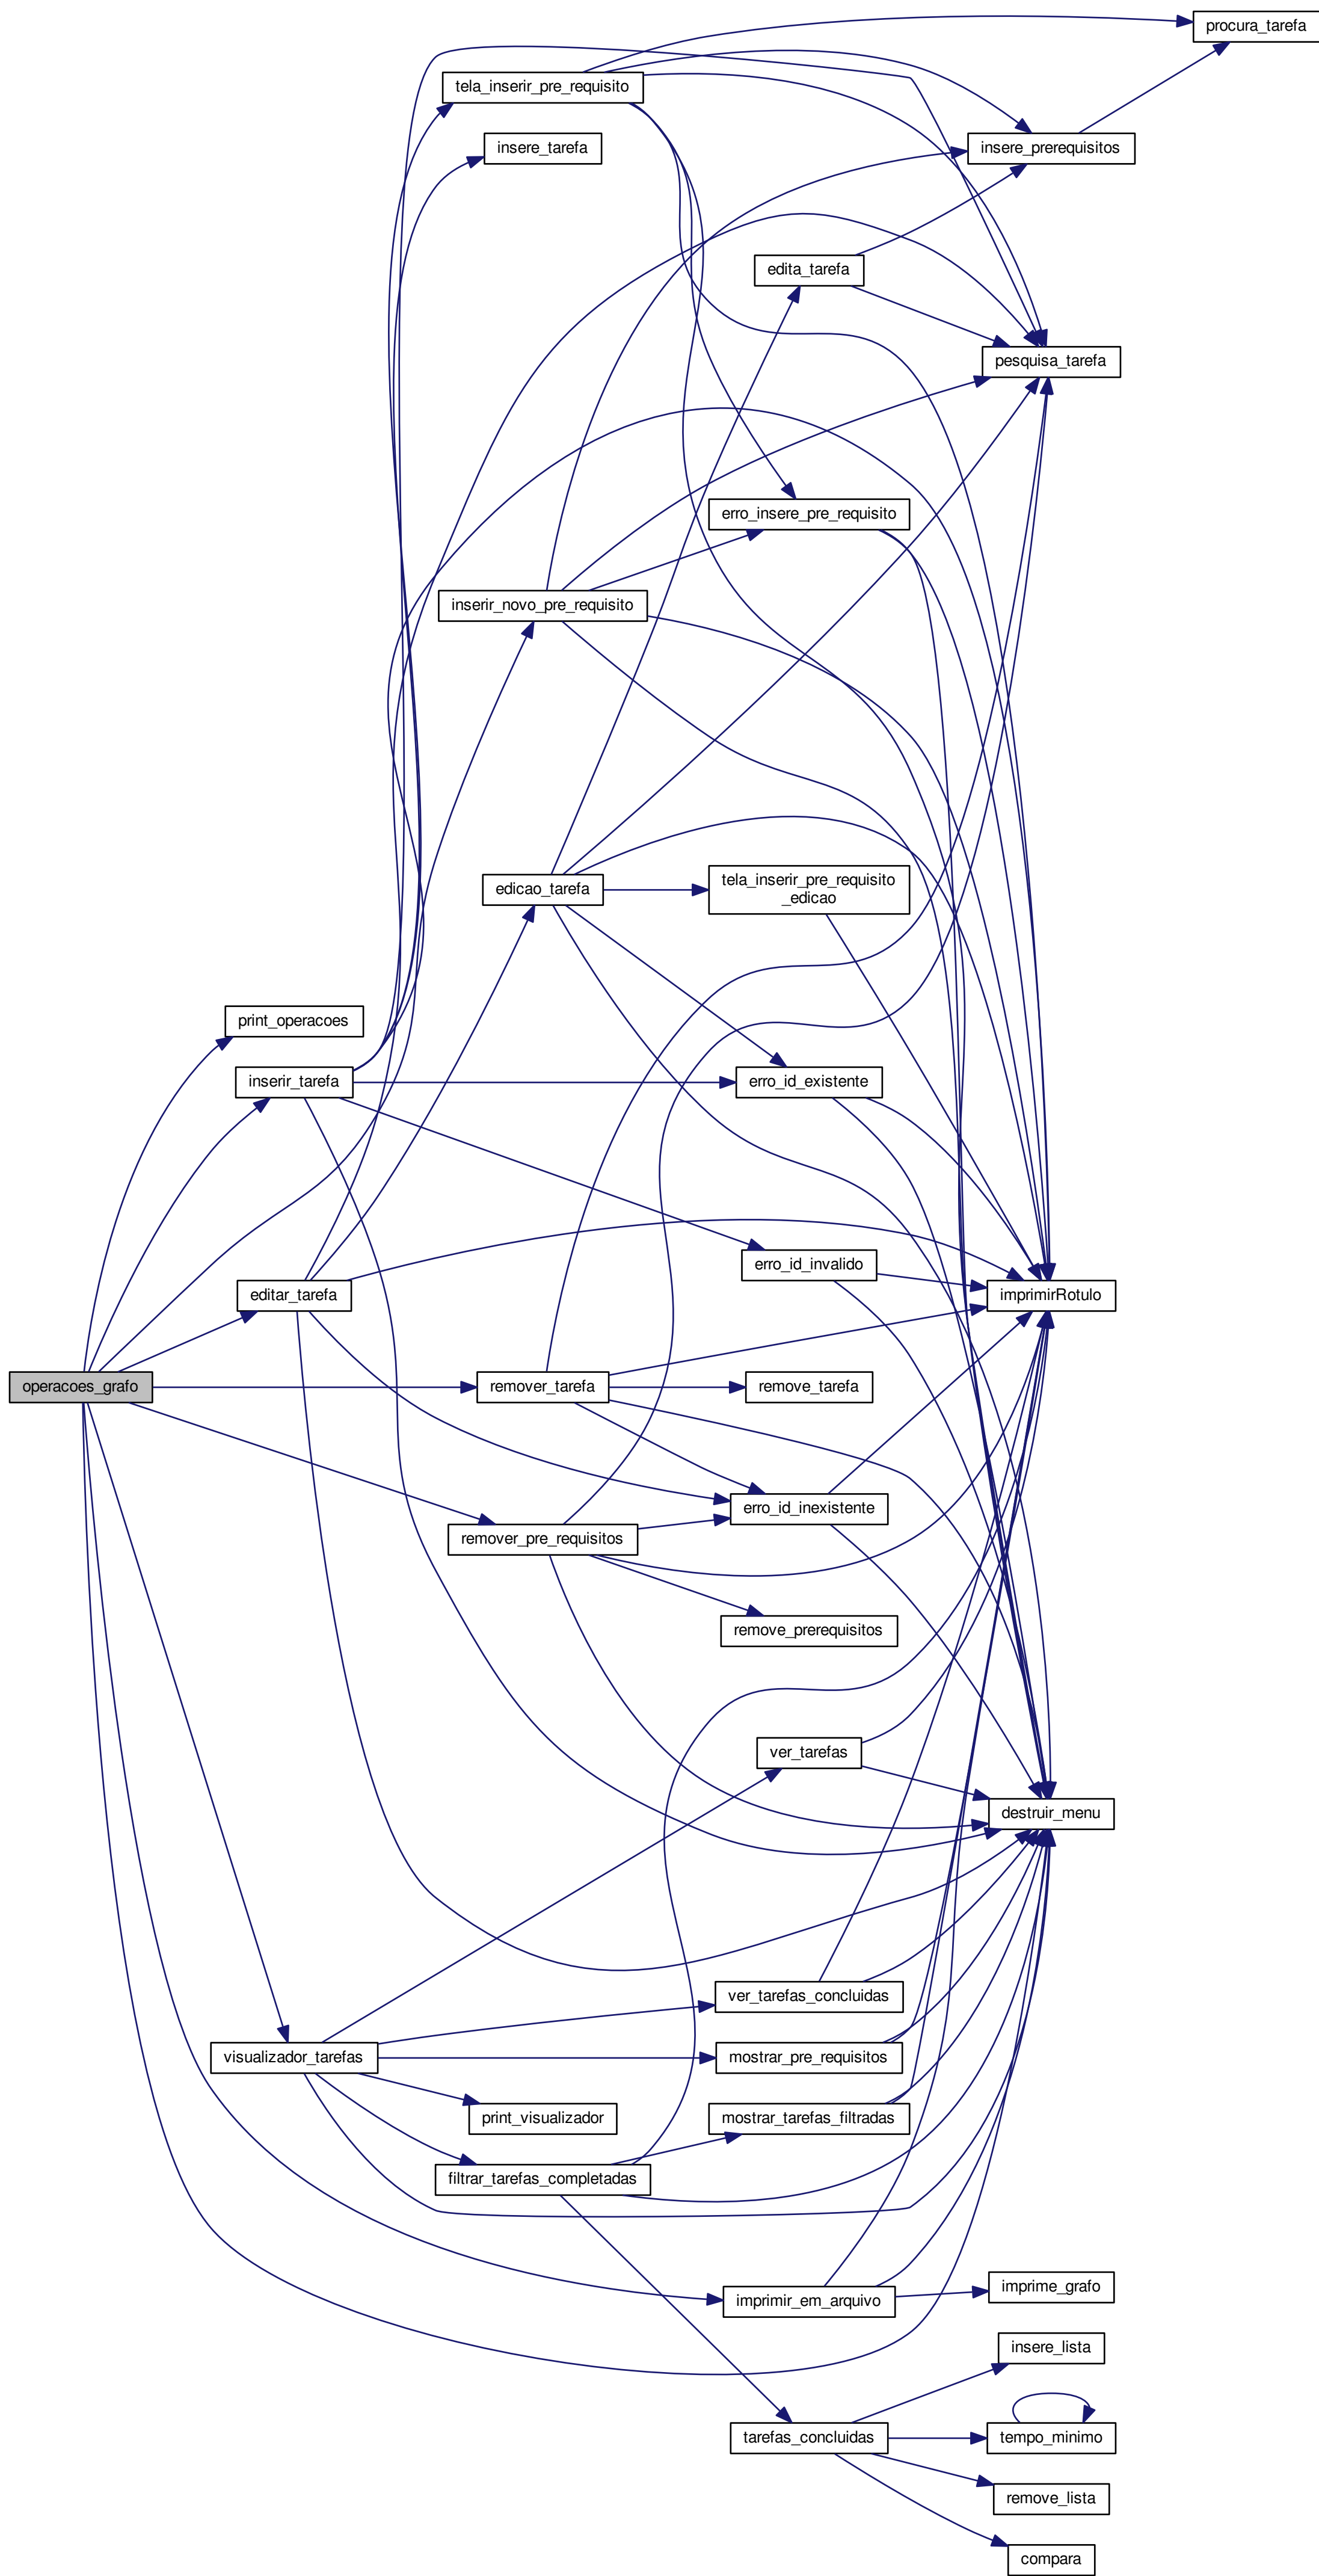 procura_tarefa
tela_inserir_pre_requisito
insere_tarefa
insere_prerequisitos
edita_tarefa
pesquisa_tarefa
erro_insere_pre_requisito
inserir_novo_pre_requisito
edicao_tarefa
tela_inserir_pre_requisito
_edicao
print_operacoes
inserir_tarefa
erro_id_existente
erro_id_invalido
editar_tarefa
imprimirRotulo
operacoes_grafo
remover_tarefa
remove_tarefa
erro_id_inexistente
remover_pre_requisitos
remove_prerequisitos
ver_tarefas
destruir_menu
ver_tarefas_concluidas
visualizador_tarefas
mostrar_pre_requisitos
print_visualizador
mostrar_tarefas_filtradas
filtrar_tarefas_completadas
imprime_grafo
imprimir_em_arquivo
insere_lista
tarefas_concluidas
tempo_minimo
remove_lista
compara